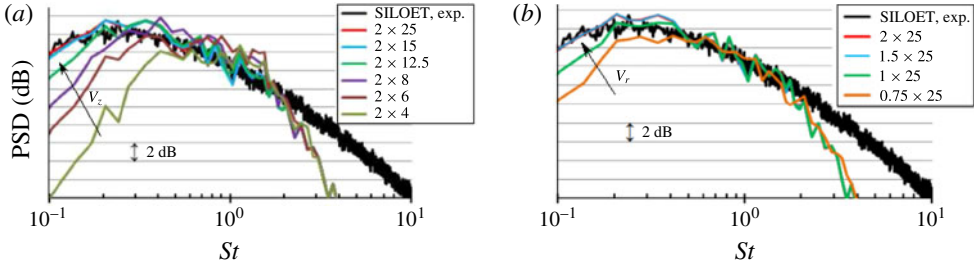 (a)
PSD (dB)
SILOET, exp.
2 × 25
2 × 15
2 × 12.5
2 × 8
2 × 6
2 × 4
V_z
2 dB
10^{-1}
10^0
10^1
St
(b)
SILOET, exp.
2 × 25
1.5 × 25
1 × 25
0.75 × 25
V_r
2 dB
10^{-1}
10^0
10^1
St